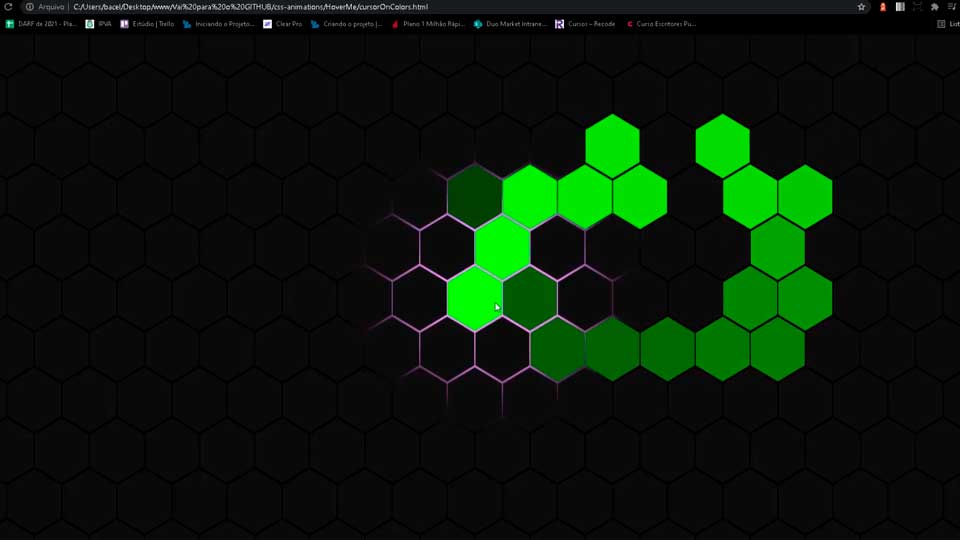 Arquivo | C:/Users/bacel/Desktop/www/Vai%20para%20o%20GITHUB/css-animations/HoverMe/cursorOnColors.html
DARF de 2021 - Pla... IPVA Estúdio | Trello Iniciando o Projeto... Clear Pro Criando o projeto |... Plano 1 Milhão Rápi... Duo Market Intrane... Cursos – Recode Curso Escritores Pu... List